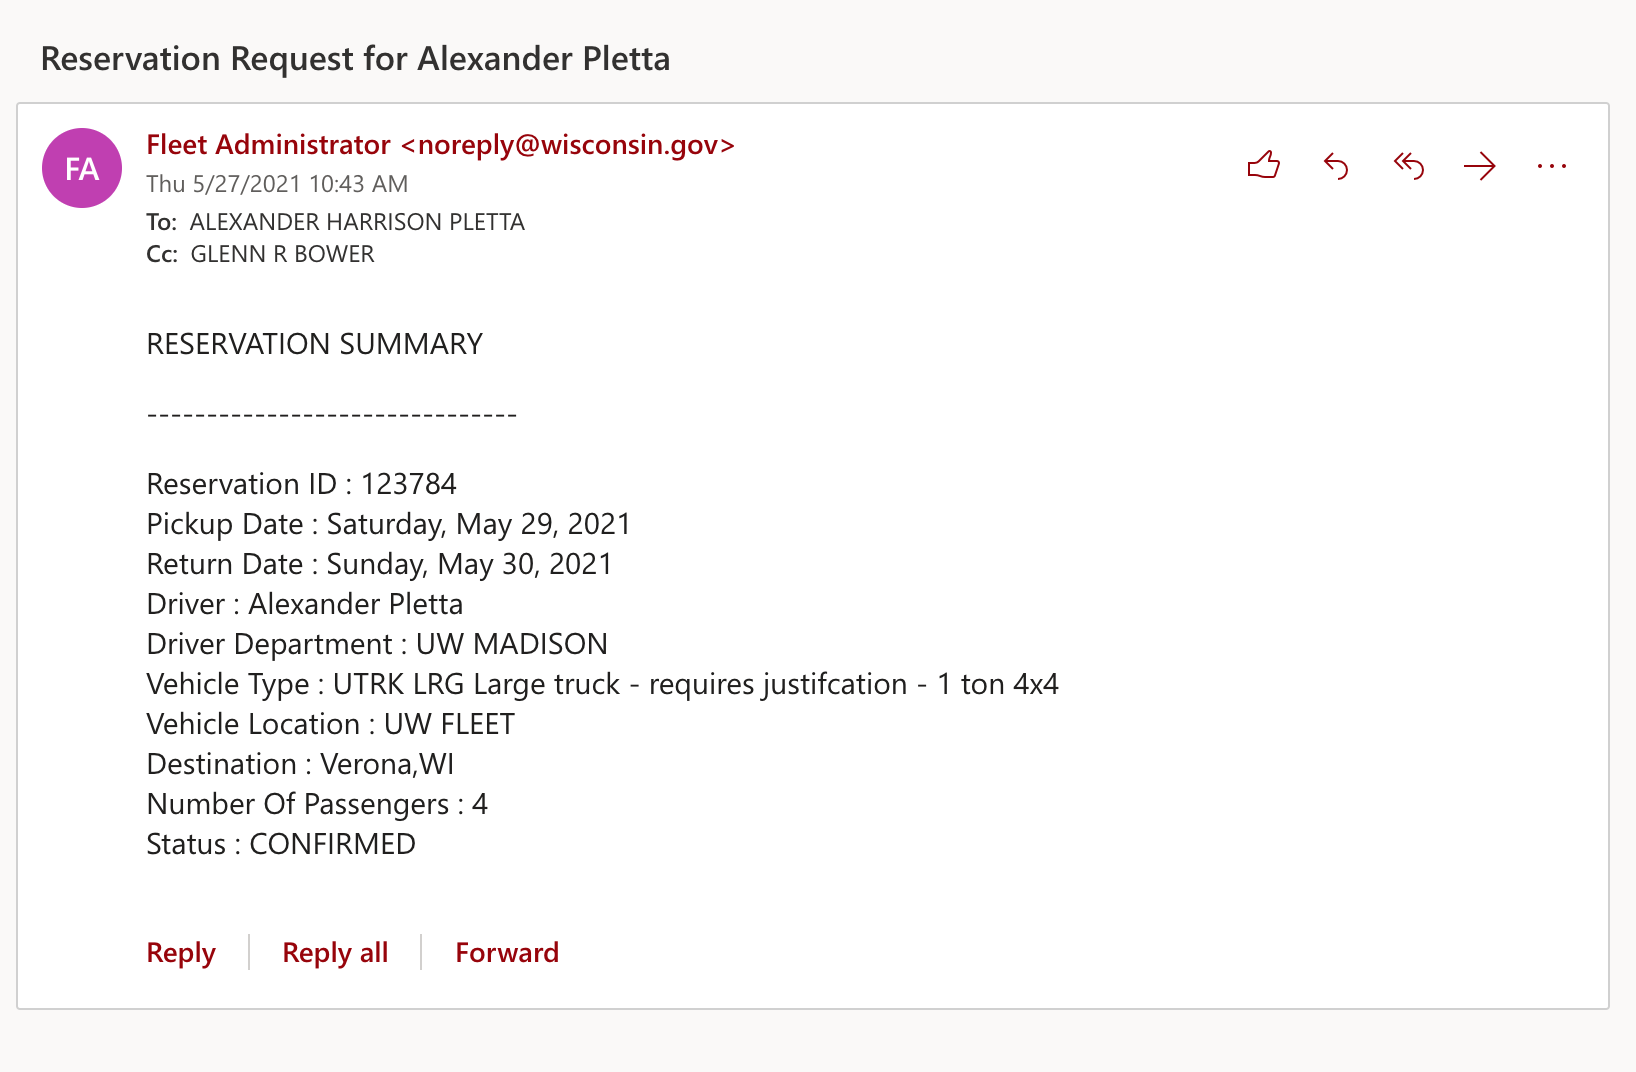 Reservation Request for Alexander Pletta
FA
Fleet Administrator <noreply@wisconsin.gov>
Thu 5/27/2021 10:43 AM
To: ALEXANDER HARRISON PLETTA
Cc: GLENN R BOWER
RESERVATION SUMMARY
-------------------------------
Reservation ID : 123784
Pickup Date : Saturday, May 29, 2021
Return Date : Sunday, May 30, 2021
Driver : Alexander Pletta
Driver Department : UW MADISON
Vehicle Type : UTRK LRG Large truck - requires justifcation - 1 ton 4x4
Vehicle Location : UW FLEET
Destination : Verona,WI
Number Of Passengers : 4
Status : CONFIRMED
Reply
Reply all
Forward